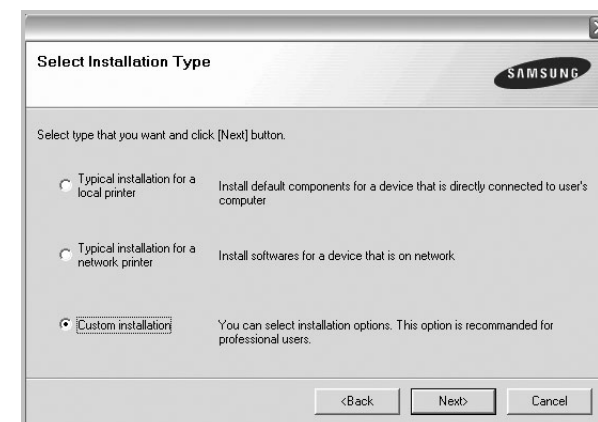 Select Installation Type
SAMSUNG
Select type that you want and click [Next] button.
Typical installation for a
local printer
Install default components for a device that is directly connected to user's
computer
Typical installation for a
network printer
Install softwares for a device that is on network
Custom installation
You can select installation options. This option is recommanded for
professional users.
<Back
Next>
Cancel